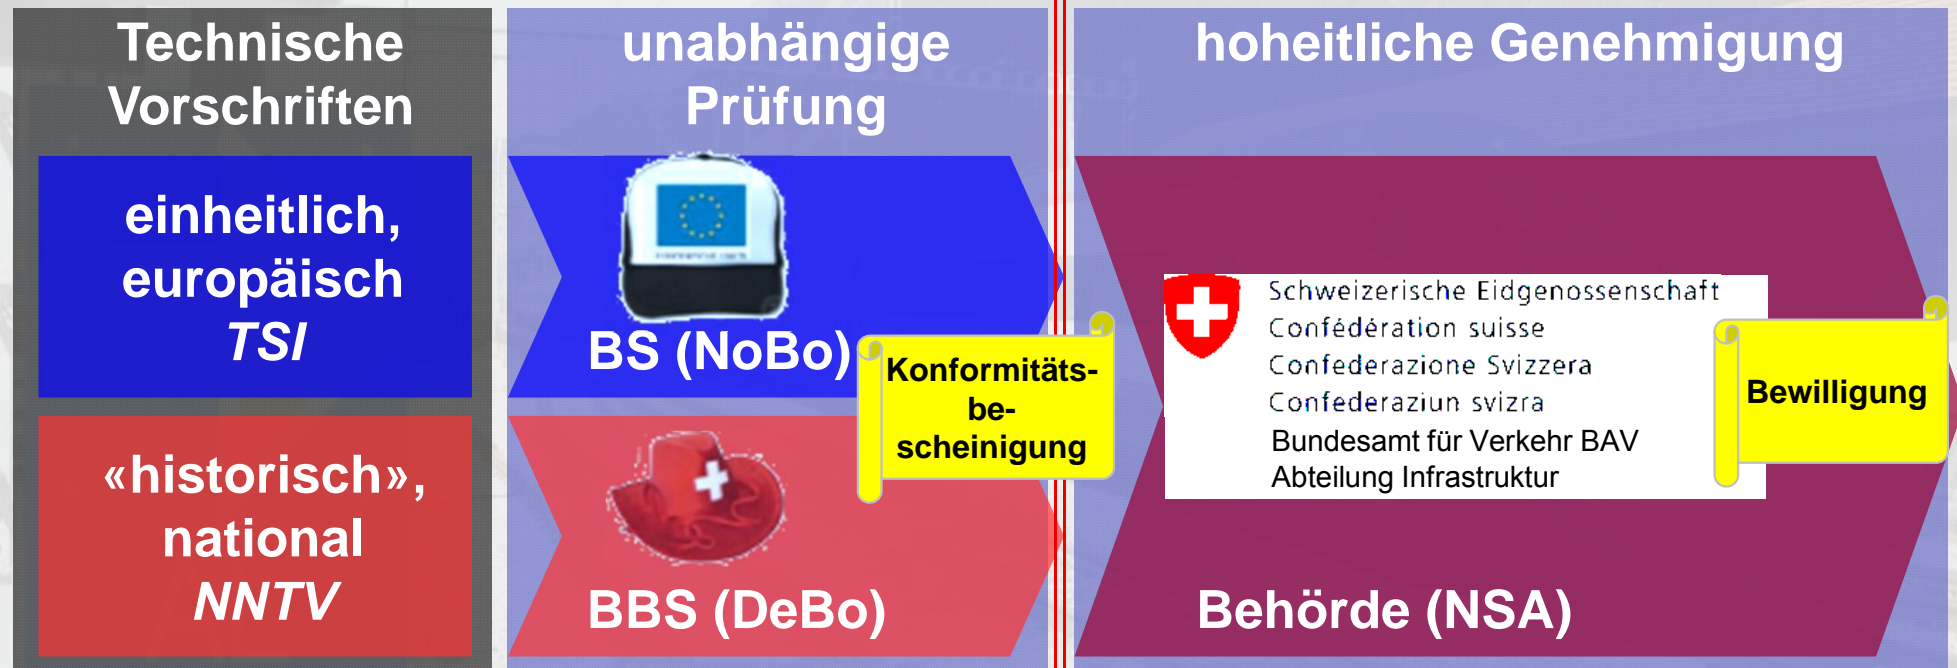 Technische
Vorschriften
einheitlich,
europäisch
TSI
«historisch»,
national
NNTV
unabhängige
Prüfung
BS (NoBo)
BBS (DeBo)
Konformitäts-
be-
scheinigung
hoheitliche Genehmigung
Schweizerische Eidgenossenschaft
Confédération suisse
Confederazione Svizzera
Confederaziun svizra
Bundesamt für Verkehr BAV
Abteilung Infrastruktur
Bewilligung
Behörde (NSA)